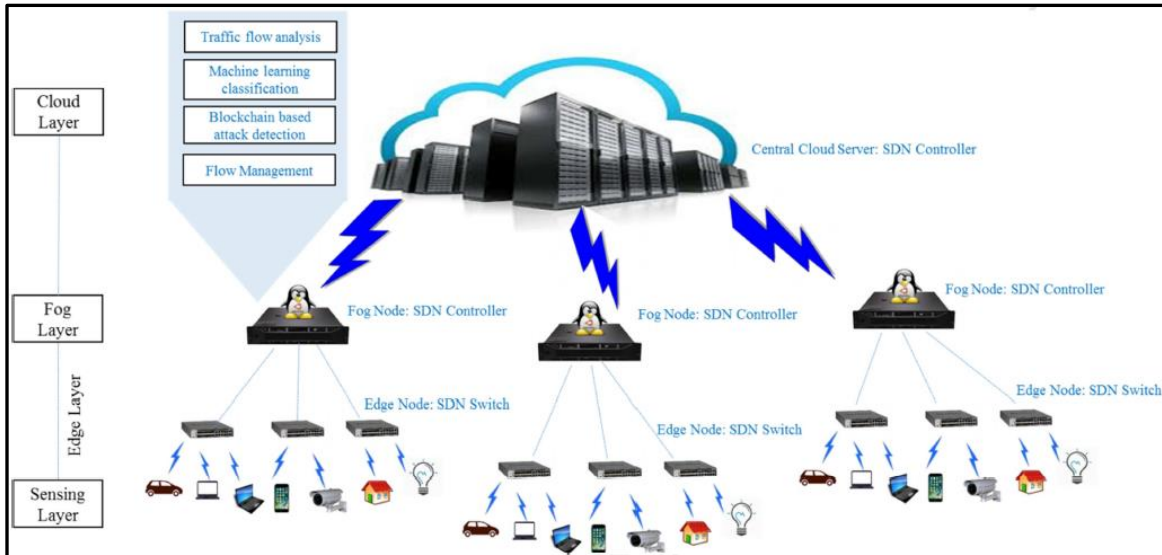 Traffic flow analysis
Machine learning
classification
Blockchain based
attack detection
Flow Management
Cloud
Layer
Central Cloud Server: SDN Controller
Fog
Layer
Fog Node: SDN Controller
Fog Node: SDN Controller
Fog Node: SDN Controller
Edge Layer
Edge Node: SDN Switch
Edge Node: SDN Switch
Edge Node: SDN Switch
Sensing
Layer